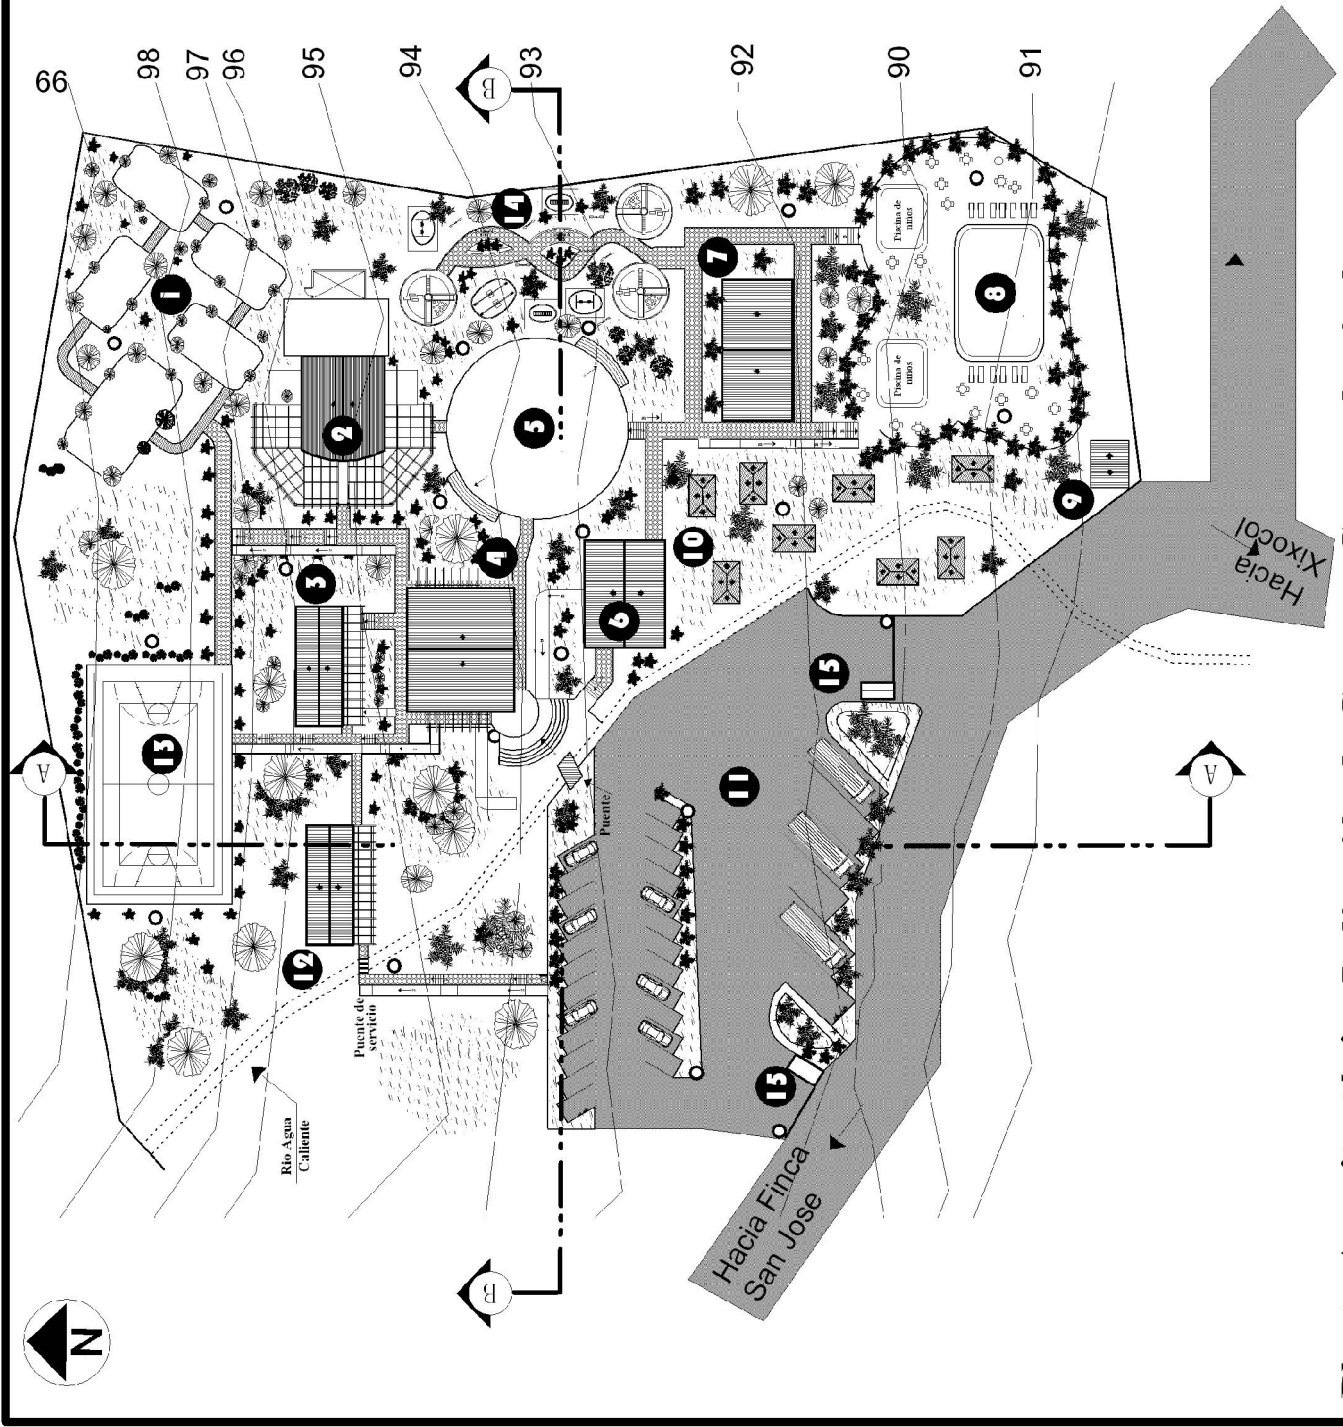 66
98
97
96
95
94
93
92
90
91
B
14
1
7
Piscina de
niños
8
2
5
Piscina de
niños
9
Hacia
Xixocol
10
4
3
6
15
A
13
11
A
Puente
12
Puente de
servicio
15
Rio Agua
Caliente
Hacia Finca
San Jose
B
N